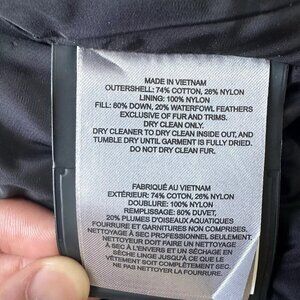 MADE IN VIETNAM
OUTERSHELL: 74% COTTON, 26% NYLON
LINING: 100% NYLON
FILL: 80% DOWN, 20% WATERFOWL FEATHERS
EXCLUSIVE OF FUR AND TRIMS.
DRY CLEAN ONLY.
DRY CLEANER TO DRY CLEAN INSIDE OUT, AND
TUMBLE DRY UNTIL GARMENT IS FULLY DRIED.
DO NOT DRY CLEAN FUR.
FABRIQUÉ AU VIETNAM
EXTÉRIEUR: 74% COTON, 26% NYLON
DOUBLURE: 100% NYLON
REMPLISSAGE: 80% DUVET,
20% PLUMES D'OISEAUX AQUATIQUES
FOURRURE ET GARNITURES NON COMPRISES.
NETTOYAGE À SEC PROFESSIONNEL SEULEMENT.
NETTOYEUR DOIT FAIRE UN NETTOYAGE
À SEC À L'ENVERS ET UN SÉCHAGE EN
SÈCHE LINGE JUSQU'À CE QUE LE
VÊTEMENT SOIT COMPLÈTEMENT SEC.
NE PAS NETTOYER LA FOURRURE.